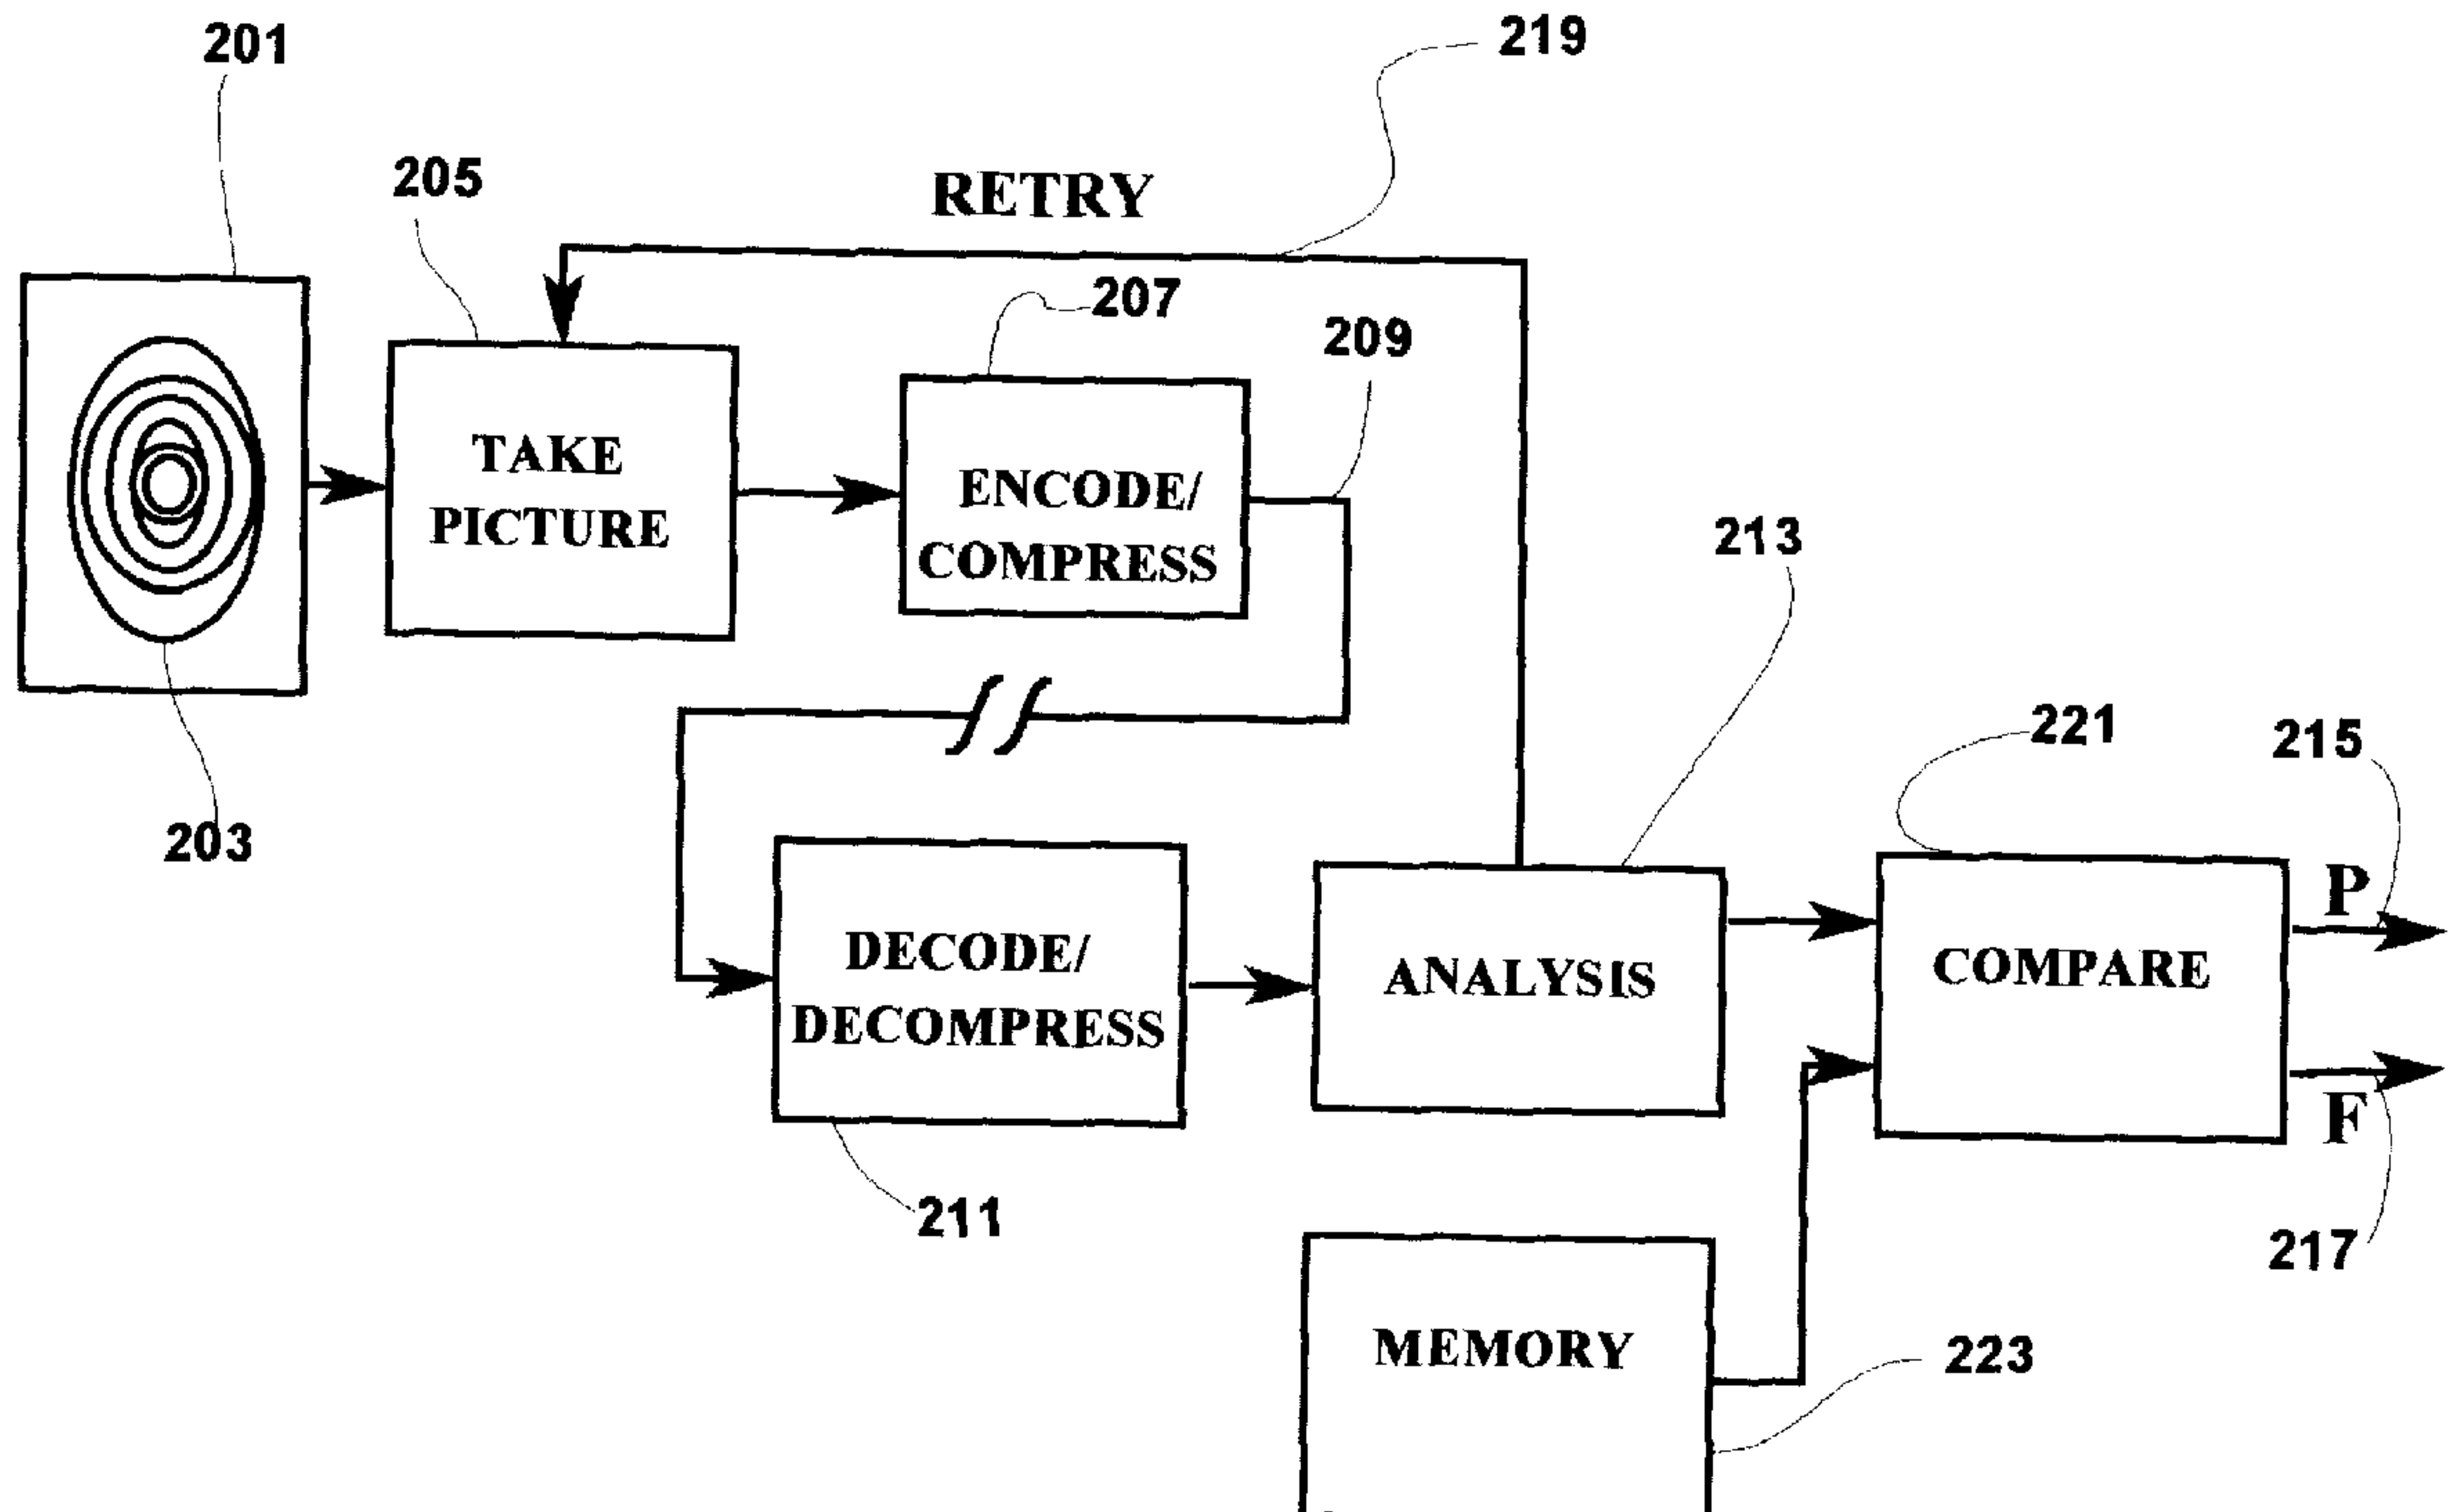 201
219
205
RETRY
207
209
TAKE
PICTURE
ENCODE/
COMPRESS
213
221
215
203
P
DECODE/
DECOMPRESS
ANALYSIS
COMPARE
F
211
217
MEMORY
223